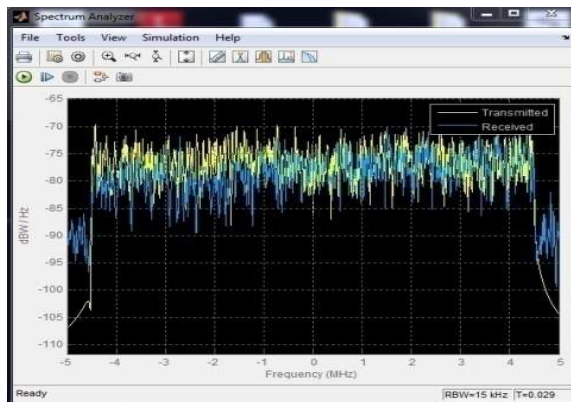 Spectrum Analyzer
File Tools View Simulation Help
Transmitted
Received
-65
-70
-75
-80
-85
-90
-95
-100
-105
-110
dBW / Hz
-5 -4 -3 -2 -1 0 1 2 3 4 5
Frequency (MHz)
Ready RBW=15 kHz T=0.029